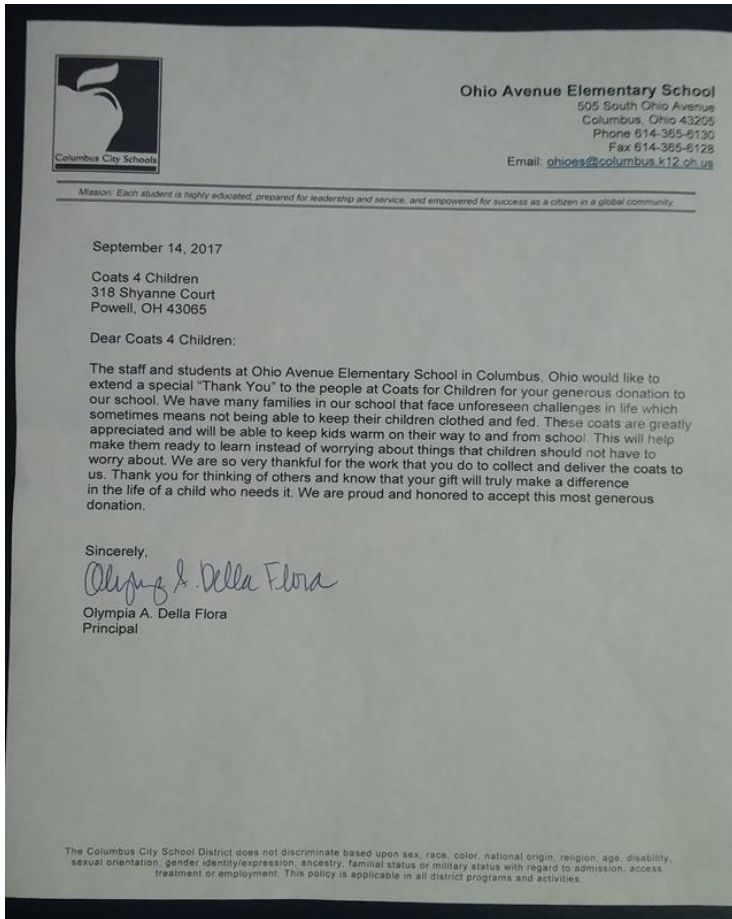 Columbus City Schools
Ohio Avenue Elementary School
505 South Ohio Avenue
Columbus, Ohio 43205
Phone 614-365-6130
Fax 614-365-6128
Email: ohioes@columbus.k12.oh.us
Mission: Each student is highly educated, prepared for leadership and service, and empowered for success as a citizen in a global community.
September 14, 2017
Coats 4 Children
318 Shyanne Court
Powell, OH 43065
Dear Coats 4 Children:
The staff and students at Ohio Avenue Elementary School in Columbus, Ohio would like to
extend a special "Thank You" to the people at Coats for Children for your generous donation to
our school. We have many families in our school that face unforeseen challenges in life which
sometimes means not being able to keep their children clothed and fed. These coats are greatly
appreciated and will be able to keep kids warm on their way to and from school. This will help
make them ready to learn instead of worrying about things that children should not have to
worry about. We are so very thankful for the work that you do to collect and deliver the coats to
us. Thank you for thinking of others and know that your gift will truly make a difference
in the life of a child who needs it. We are proud and honored to accept this most generous
donation.
Sincerely,
Olympia A. Della Flora
Olympia A. Della Flora
Principal
The Columbus City School District does not discriminate based upon sex, race, color, national origin, religion, age, disability,
sexual orientation, gender identity/expression, ancestry, familial status or military status with regard to admission, access,
treatment or employment. This policy is applicable in all district programs and activities.